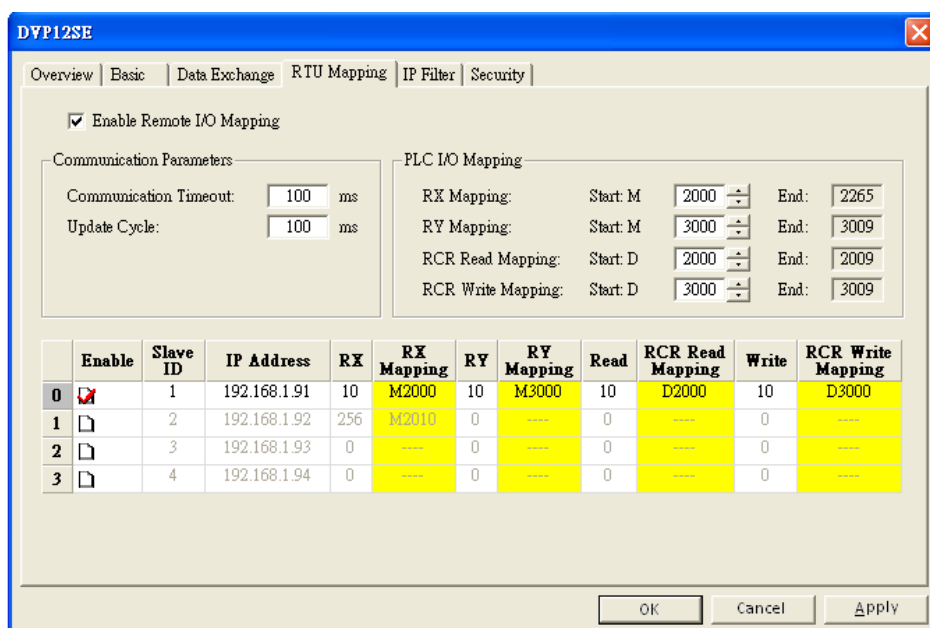 DVP12SE
Overview Basic Data Exchange RTU Mapping IP Filter Security
Enable Remote I/O Mapping
Communication Parameters
Communication Timeout: 100 ms
Update Cycle: 100 ms
PLC I/O Mapping
RX Mapping: Start: M 2000 End: 2265
RY Mapping: Start: M 3000 End: 3009
RCR Read Mapping: Start: D 2000 End: 2009
RCR Write Mapping: Start: D 3000 End: 3009
Enable Slave ID IP Address RX RX Mapping RY RY Mapping Read RCR Read Mapping Write RCR Write Mapping
0 1 192.168.1.91 10 M2000 10 M3000 10 D2000 10 D3000
1 2 192.168.1.92 256 M2010 0 ---- 0 ---- 0 ----
2 3 192.168.1.93 0 ---- 0 ---- 0 ---- 0 ----
3 4 192.168.1.94 0 ---- 0 ---- 0 ---- 0 ----
OK Cancel Apply